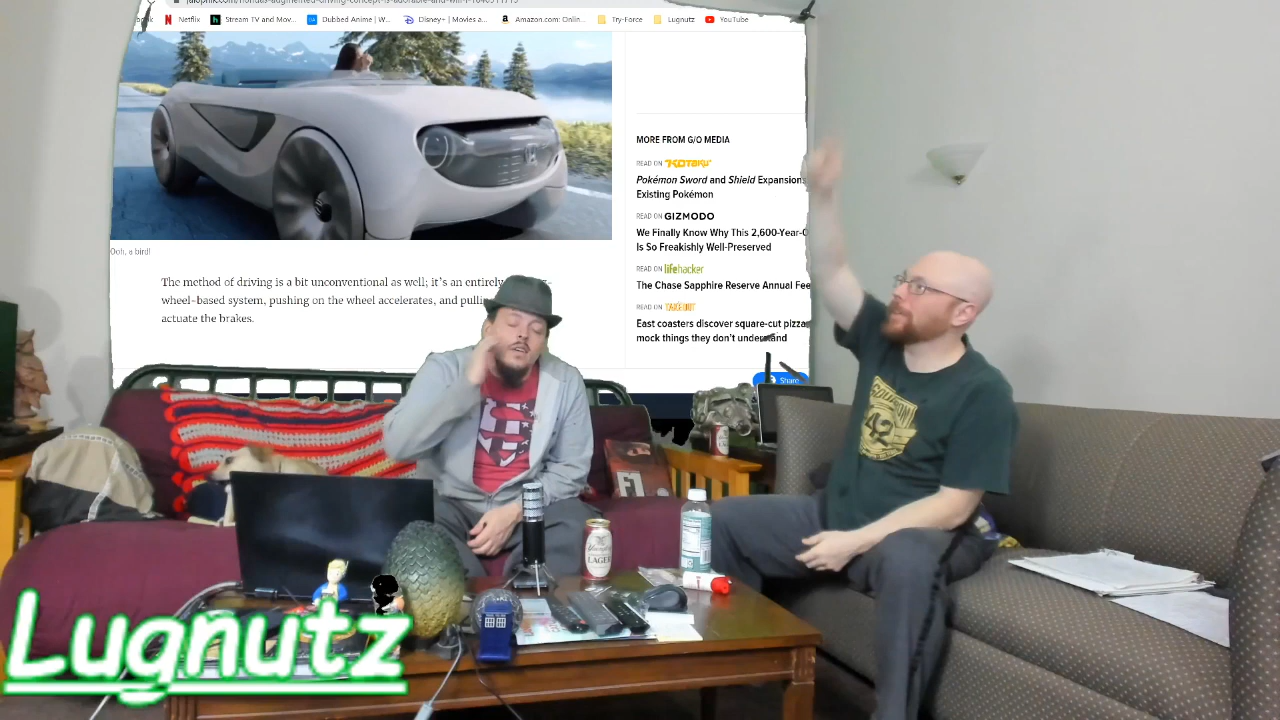 Netflix
Stream TV and Mov...
Dubbed Anime | W...
Disney+ | Movies a...
Amazon.com: Onlin...
Try-Force
Lugnutz
YouTube
Ooh, a bird!
The method of driving is a bit unconventional as well; it's an entirely
wheel-based system, pushing on the wheel accelerates, and
actuate the brakes.
MORE FROM G/O MEDIA
READ ON KOTAKU
Pokémon Sword and Shield Expansion
Existing Pokémon
READ ON GIZMODO
We Finally Know Why This 2,600-Year-O
Is So Freakishly Well-Preserved
READ ON lifehacker
The Chase Sapphire Reserve Annual Fee
READ ON
East coasters discover square-cut pizza
mock things they don't understand
Share
42
F1
LAGER
Lugnutz